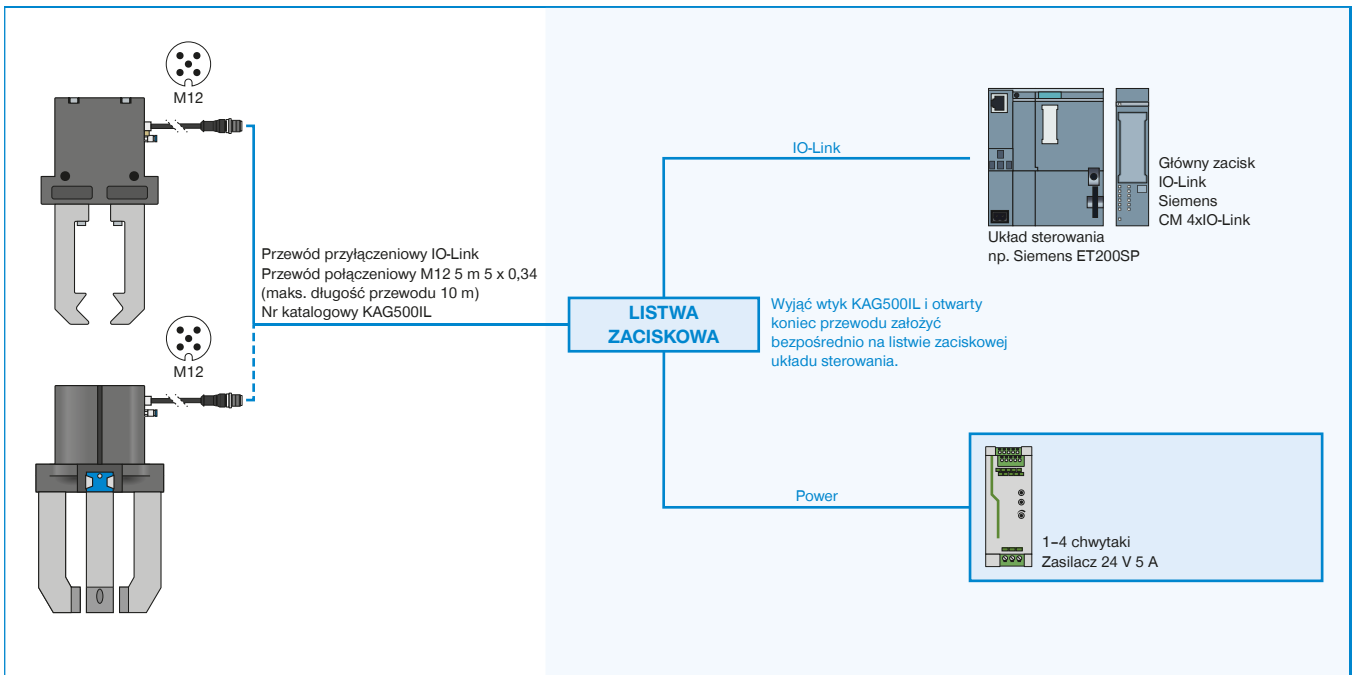 M12
Przewód przyłączeniowy IO-Link
Przewód połączeniowy M12 5 m 5 x 0,34
(maks. długość przewodu 10 m)
Nr katalogowy KAG500IL
M12
LISTWA
ZACISKOWA
Wyjąć wtyk KAG500IL i otwarty
koniec przewodu założyć
bezpośrednio na listwie zaciskowej
układu sterowania.
IO-Link
Układ sterowania
np. Siemens ET200SP
Główny zacisk
IO-Link
Siemens
CM 4xIO-Link
Power
1–4 chwytaki
Zasilacz 24 V 5 A